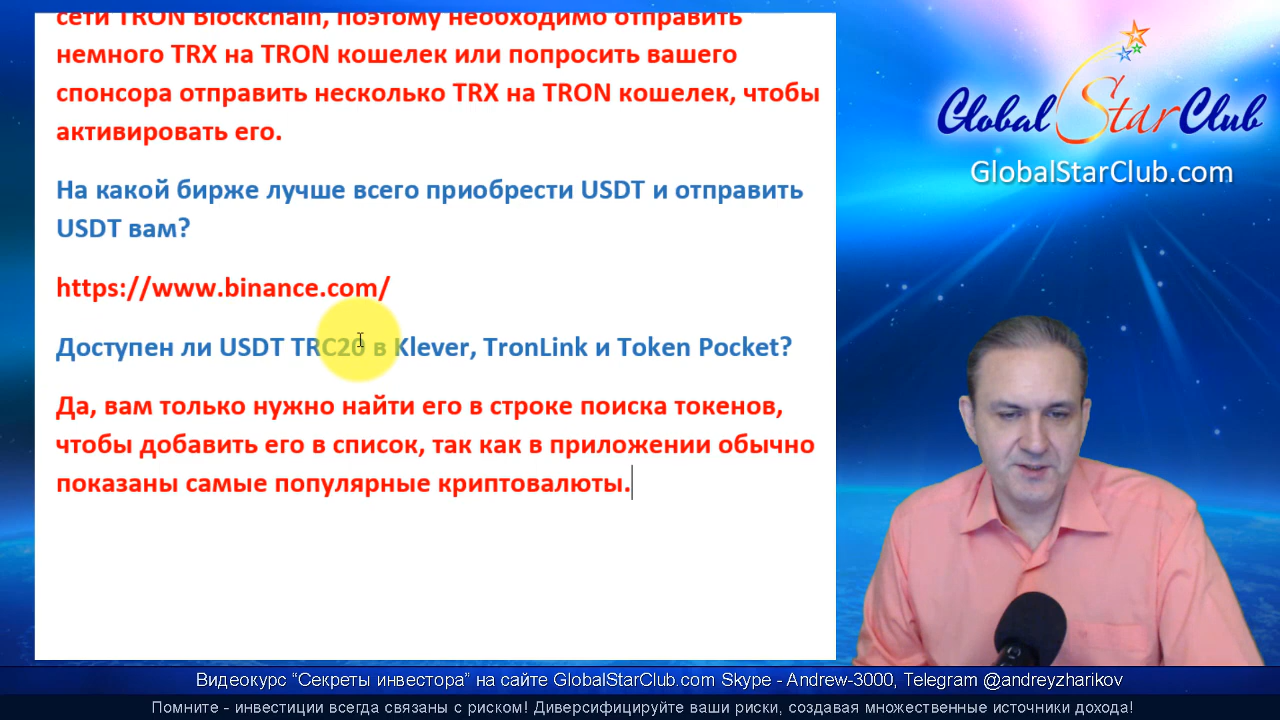 сети TRON Blockchain, поэтому необходимо отправить
немного TRX на TRON кошелек или попросить вашего
спонсора отправить несколько TRX на TRON кошелек, чтобы
активировать его.
На какой бирже лучше всего приобрести USDT и отправить
USDT вам?
https://www.binance.com/
Доступен ли USDT TRC20 в Klever, TronLink и Token Pocket?
Да, вам только нужно найти его в строке поиска токенов,
чтобы добавить его в список, так как в приложении обычно
показаны самые популярные криптовалюты.
Global Star Club
GlobalStarClub.com
Видеокурс “Секреты инвестора” на сайте GlobalStarClub.com Skype - Andrew-3000, Telegram @andreyzharikov
Помните - инвестиции всегда связаны с риском! Диверсифицируйте ваши риски, создавая множественные источники дохода!